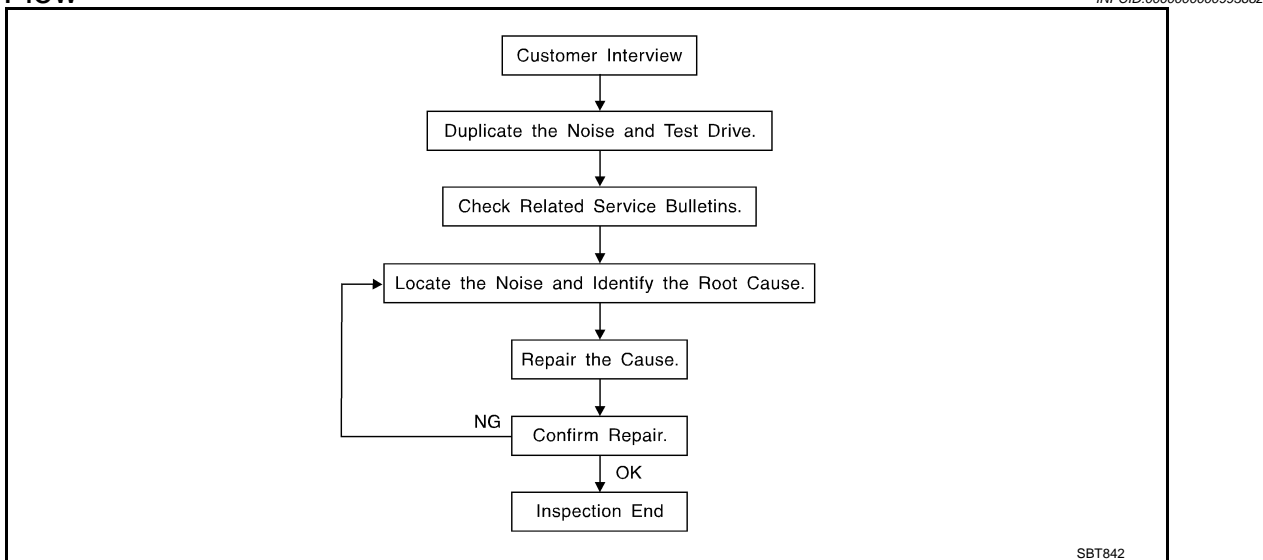 Customer Interview
Duplicate the Noise and Test Drive.
Check Related Service Bulletins.
Locate the Noise and Identify the Root Cause.
Repair the Cause.
NG
Confirm Repair.
OK
Inspection End
SBT842